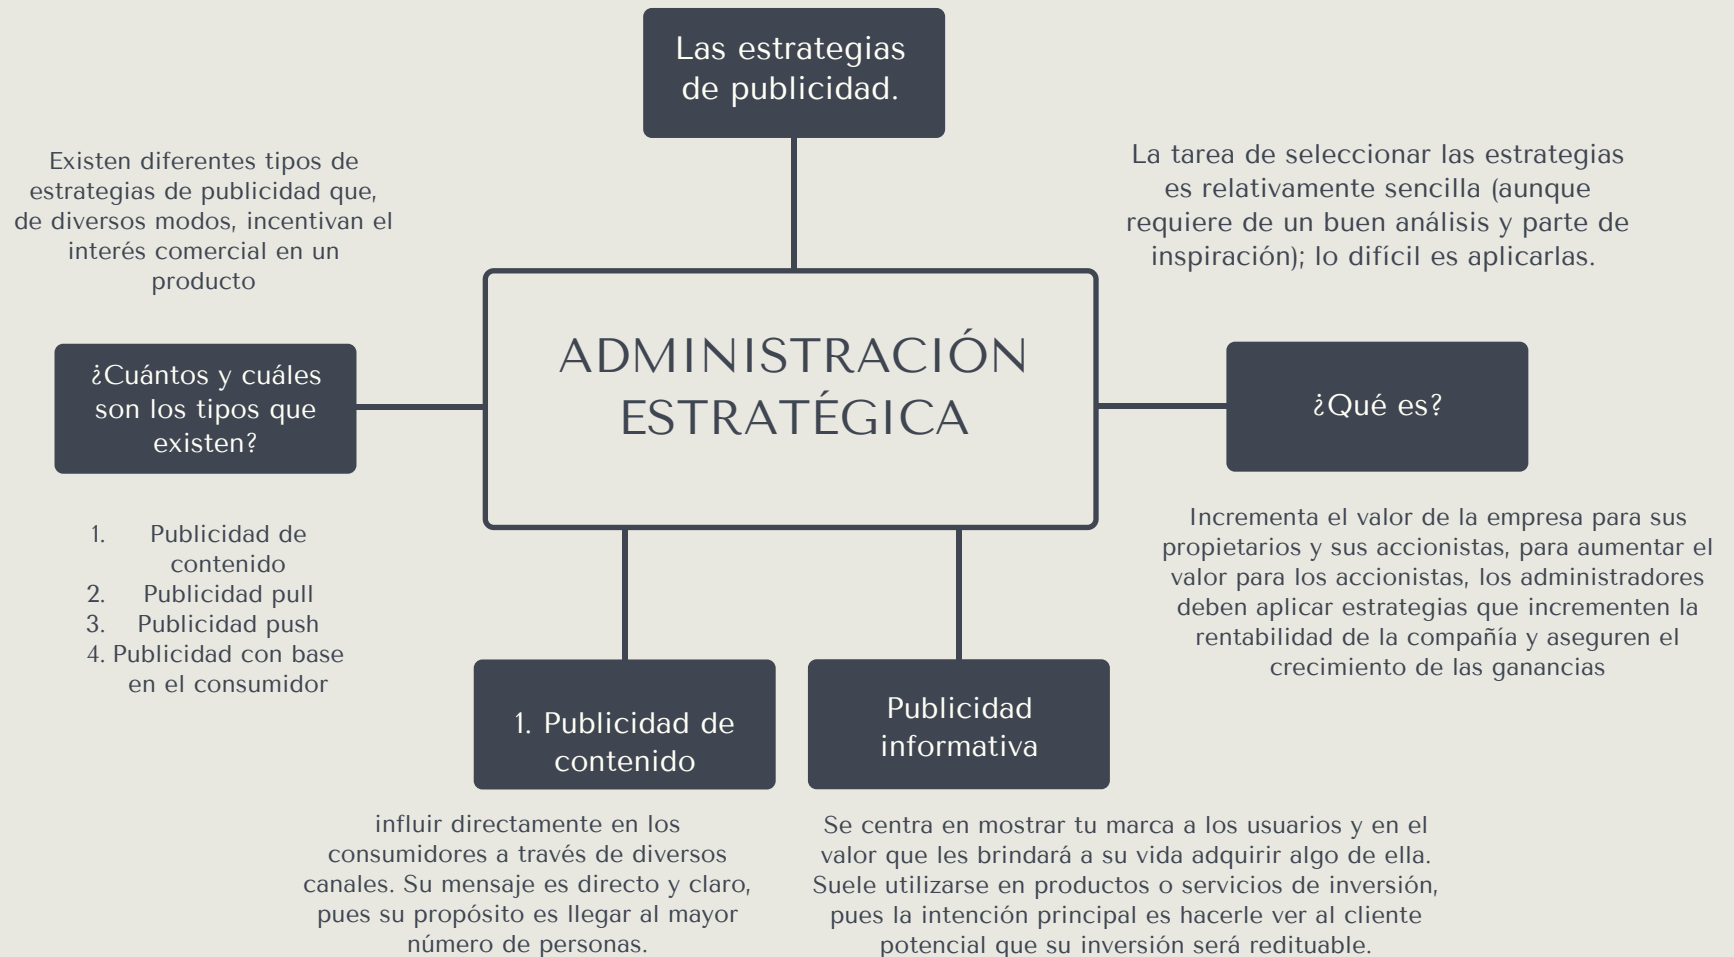 Las estrategias
de publicidad.
Existen diferentes tipos de
estrategias de publicidad que,
de diversos modos, incentivan el
interés comercial en un
producto
La tarea de seleccionar las estrategias
es relativamente sencilla (aunque
requiere de un buen análisis y parte de
inspiración); lo difícil es aplicarlas.
ADMINISTRACIÓN
ESTRATÉGICA
¿Cuántos y cuáles
son los tipos que
existen?
¿Qué es?
1. Publicidad de
contenido
2. Publicidad pull
3. Publicidad push
4. Publicidad con base
en el consumidor
Incrementa el valor de la empresa para sus
propietarios y sus accionistas, para aumentar el
valor para los accionistas, los administradores
deben aplicar estrategias que incrementen la
rentabilidad de la compañía y aseguren el
crecimiento de las ganancias
1. Publicidad de
contenido
Publicidad
informativa
influir directamente en los
consumidores a través de diversos
canales. Su mensaje es directo y claro,
pues su propósito es llegar al mayor
número de personas.
Se centra en mostrar tu marca a los usuarios y en el
valor que les brindará a su vida adquirir algo de ella.
Suele utilizarse en productos o servicios de inversión,
pues la intención principal es hacerle ver al cliente
potencial que su inversión será redituable.